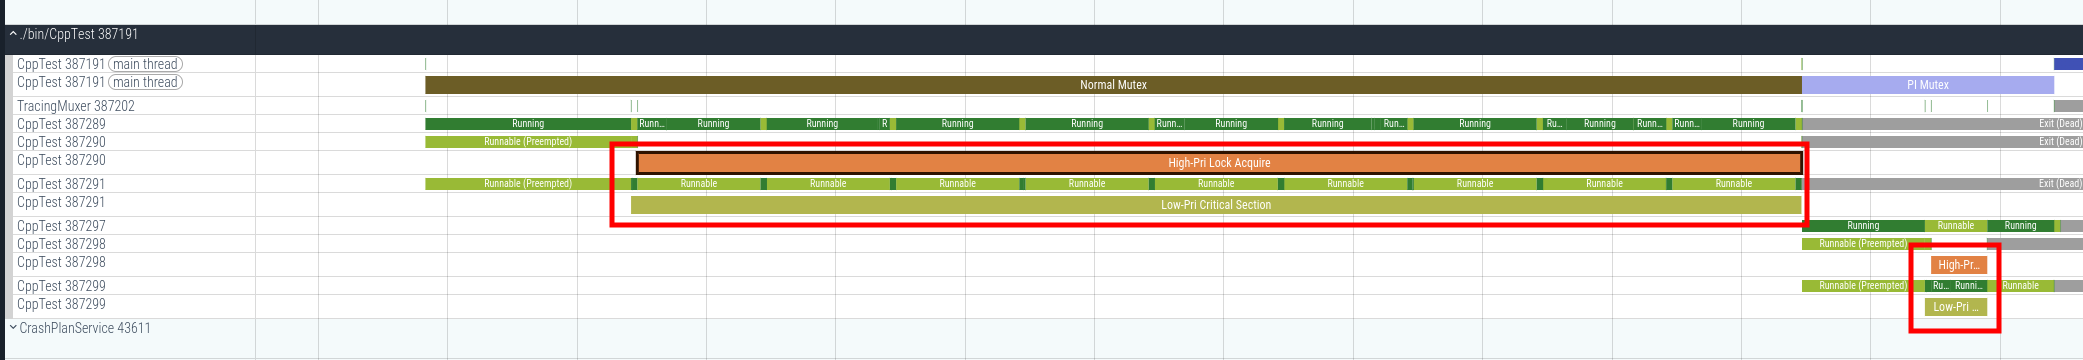 ./bin/CppTest 387191
CppTest 387191 main thread
CppTest 387191 main thread Normal Mutex PI Mutex
TracingMuxer 387202
CppTest 387289 Running Runn... Running Running R Running Running Runn... Running Running Run... Running Ru... Running Runn... Runn... Running Exit (Dead)
CppTest 387290 Runnable (Preempted) Exit (Dead)
CppTest 387290 High-Pri Lock Acquire
CppTest 387291 Runnable (Preempted) Runnable Runnable Runnable Runnable Runnable Runnable Runnable Runnable Runnable Exit (Dead)
CppTest 387291 Low-Pri Critical Section
CppTest 387297 Running Runnable Running
CppTest 387298 Runnable (Preempted)
CppTest 387298 High-Pr...
CppTest 387299 Runnable (Preempted) Ru... Runni... Runnable
CppTest 387299 Low-Pri ...
CrashPlanService 43611